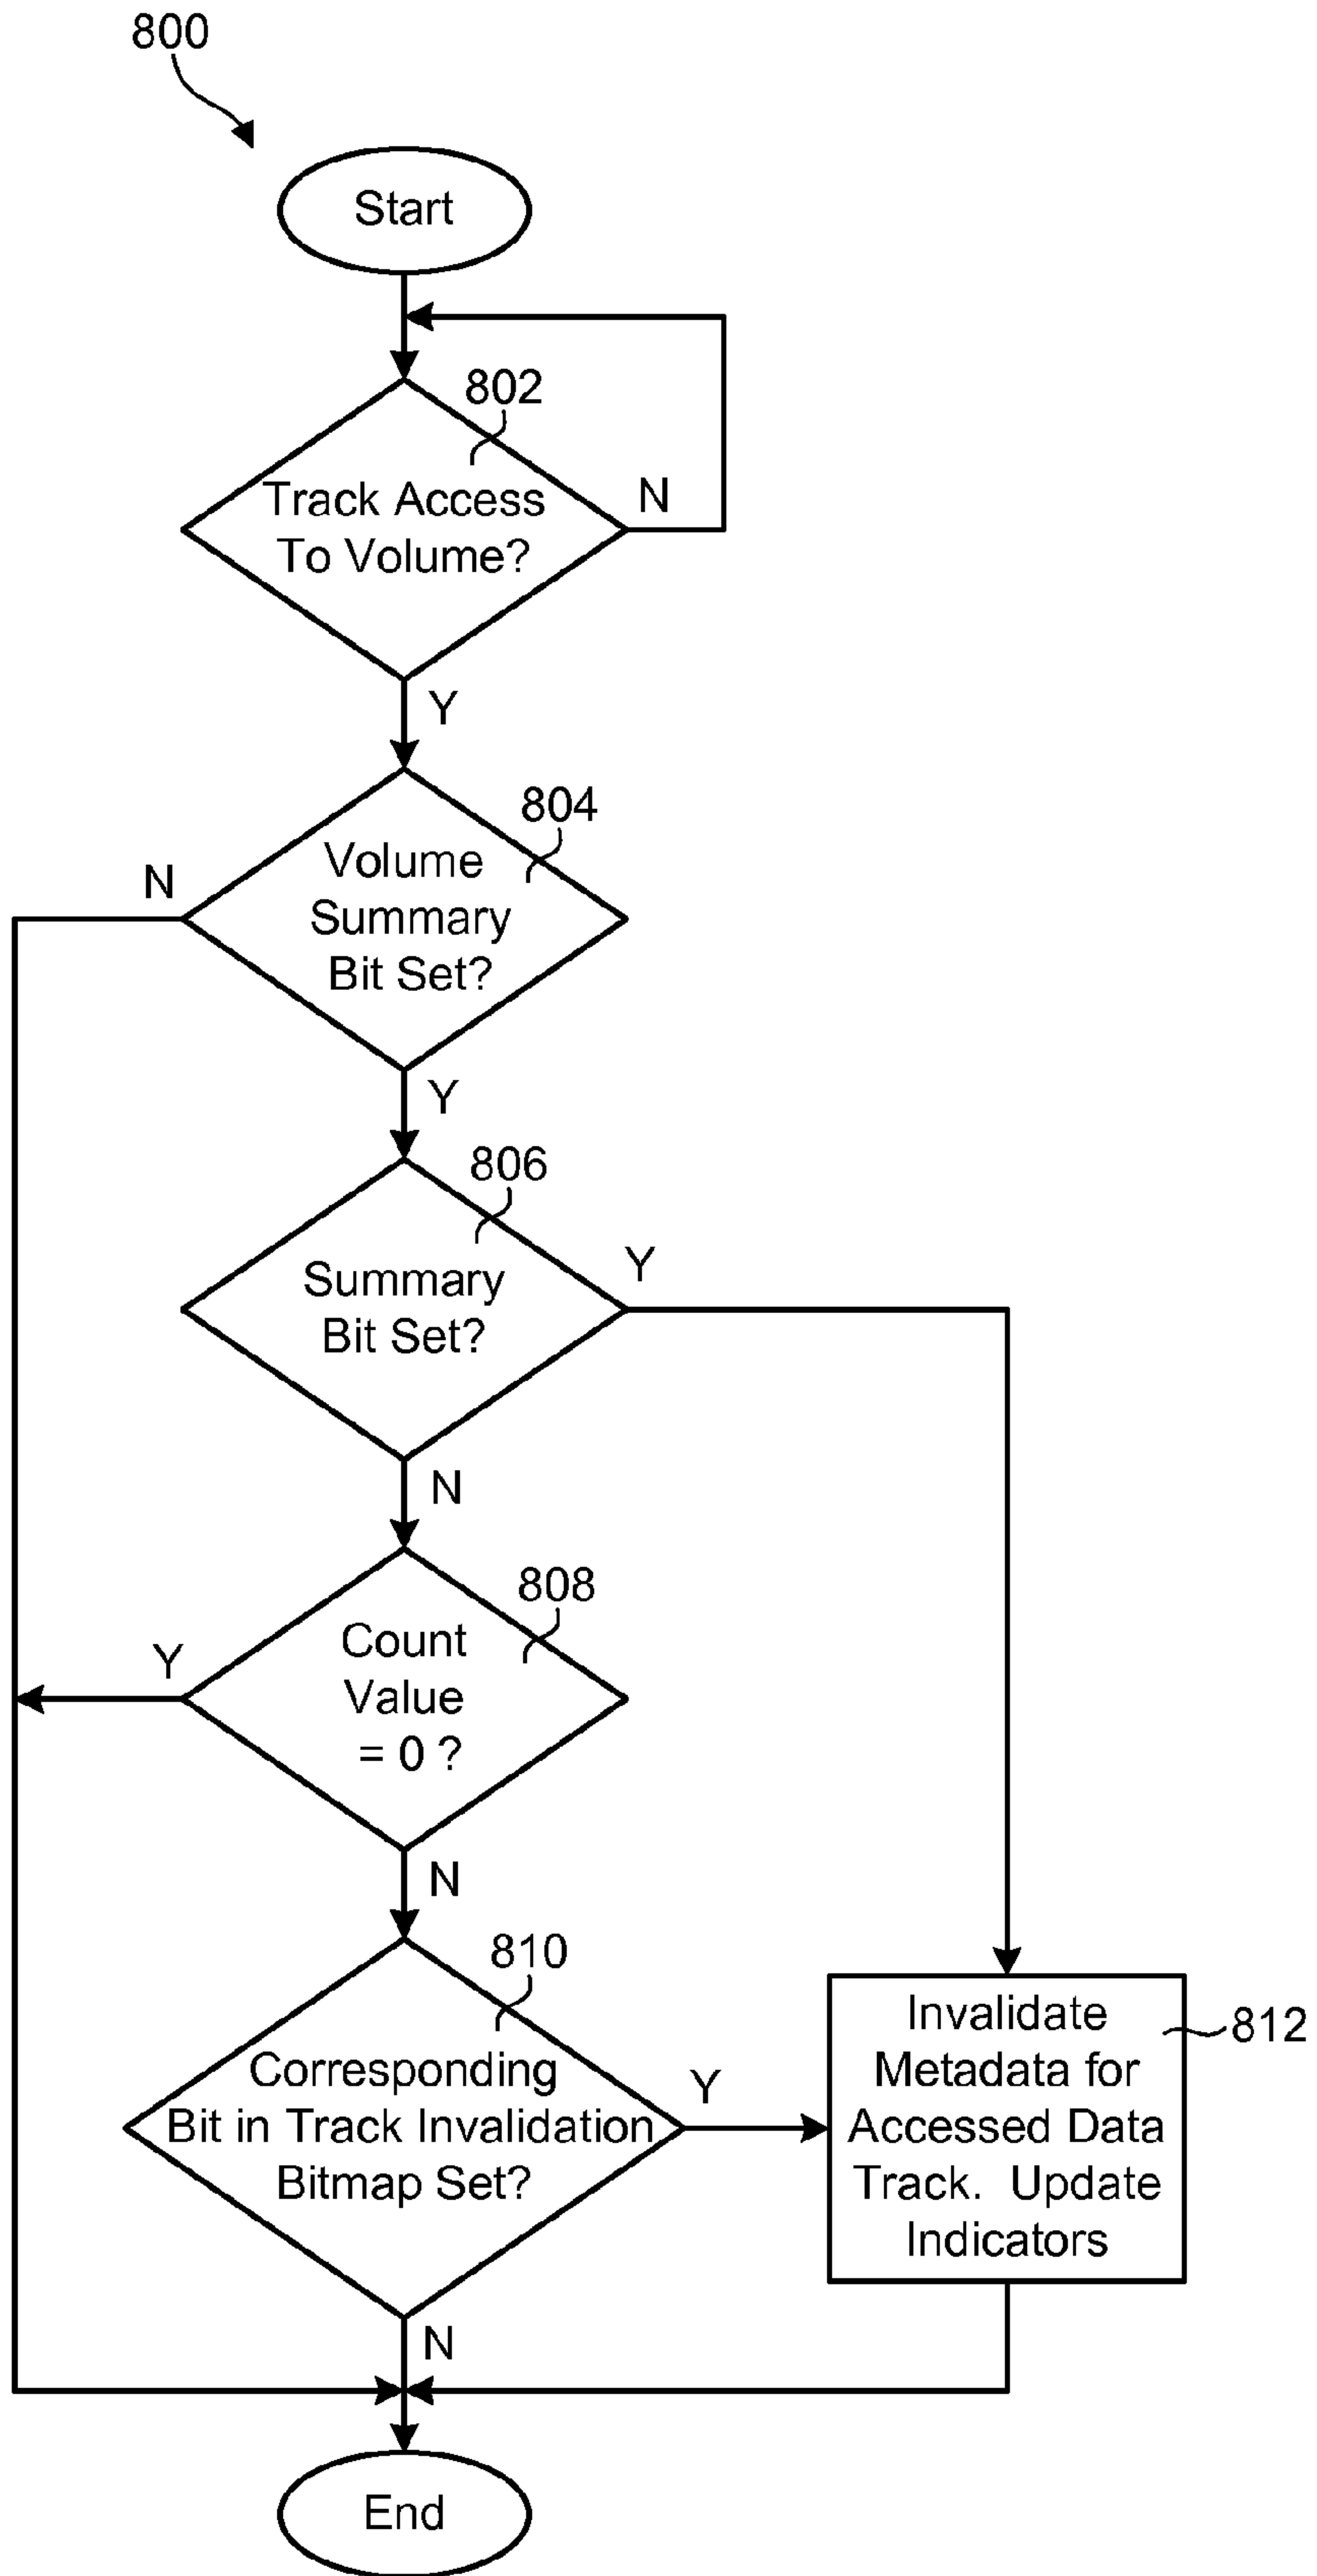 800
Start
802
Track Access
To Volume?
N
Y
804
Volume
Summary
Bit Set?
N
Y
806
Summary
Bit Set?
Y
N
808
Count
Value
= 0 ?
Y
N
810
Corresponding
Bit in Track Invalidation
Bitmap Set?
Y
N
Invalidate
Metadata for
Accessed Data
Track. Update
Indicators
812
End